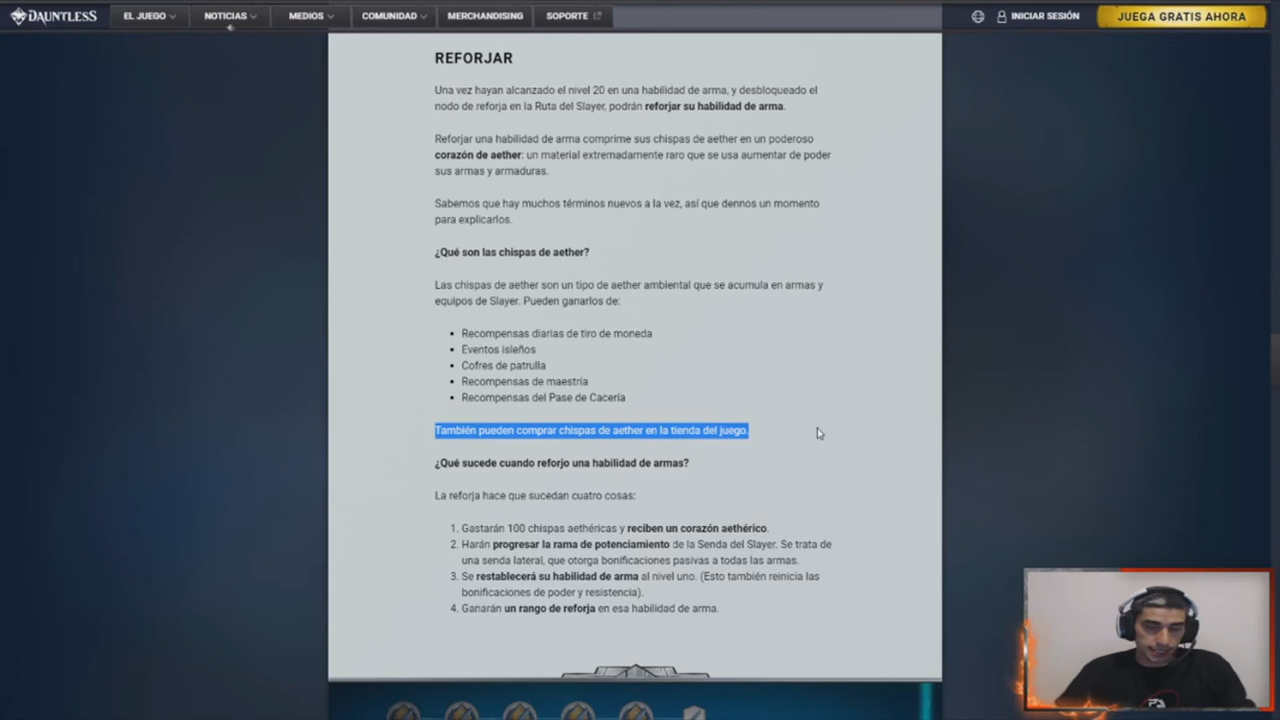 DAUNTLESS EL JUEGO NOTICIAS MEDIOS COMUNIDAD MERCHANDISING SOPORTE INICIAR SESIÓN JUEGA GRATIS AHORA
REFORJAR
Una vez hayan alcanzado el nivel 20 en una habilidad de arma, y desbloqueado el
nodo de reforja en la Ruta del Slayer, podrán reforjar su habilidad de arma.
Reforjar una habilidad de arma comprime sus chispas de aether en un poderoso
corazón de aether: un material extremadamente raro que se usa aumentar de poder
sus armas y armaduras.
Sabemos que hay muchos términos nuevos a la vez, así que dennos un momento
para explicarlos.
¿Qué son las chispas de aether?
Las chispas de aether son un tipo de aether ambiental que se acumula en armas y
equipos de Slayer. Pueden ganarlos de:
• Recompensas diarias de tiro de moneda
• Eventos isleños
• Cofres de patrulla
• Recompensas de maestría
• Recompensas del Pase de Cacería
También pueden comprar chispas de aether en la tienda del juego.
¿Qué sucede cuando reforjo una habilidad de armas?
La reforja hace que sucedan cuatro cosas:
1. Gastarán 100 chispas aethéricas y reciben un corazón aethérico.
2. Harán progresar la rama de potenciamiento de la Senda del Slayer. Se trata de
una senda lateral, que otorga bonificaciones pasivas a todas las armas.
3. Se restablecerá su habilidad de arma al nivel uno. (Esto también reinicia las
bonificaciones de poder y resistencia).
4. Ganarán un rango de reforja en esa habilidad de arma.